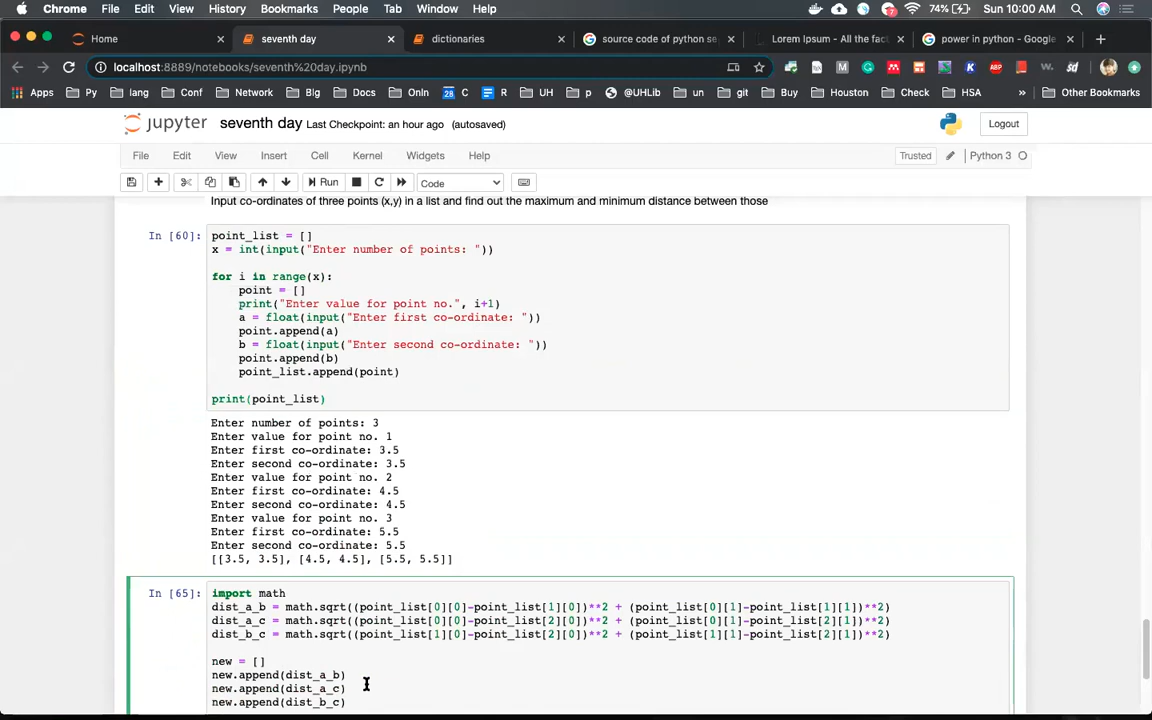 Chrome File Edit View History Bookmarks People Tab Window Help 7 74% Sun 10:00 AM
Home seventh day dictionaries source code of python se Lorem Ipsum - All the fac power in python - Google
localhost:8889/notebooks/seventh%20day.ipynb
Apps Py lang Conf Network Big Docs Onln 28 C R UH p @UHLib un git Buy Houston Check HSA » Other Bookmarks
jupyter seventh day Last Checkpoint: an hour ago (autosaved) Logout
File Edit View Insert Cell Kernel Widgets Help Trusted Python 3
Run Code
Input co-ordinates of three points (x,y) in a list and find out the maximum and minimum distance between those
In [60]: point_list = []
x = int(input("Enter number of points: "))
for i in range(x):
point = []
print("Enter value for point no.", i+1)
a = float(input("Enter first co-ordinate: "))
point.append(a)
b = float(input("Enter second co-ordinate: "))
point.append(b)
point_list.append(point)
print(point_list)
Enter number of points: 3
Enter value for point no. 1
Enter first co-ordinate: 3.5
Enter second co-ordinate: 3.5
Enter value for point no. 2
Enter first co-ordinate: 4.5
Enter second co-ordinate: 4.5
Enter value for point no. 3
Enter first co-ordinate: 5.5
Enter second co-ordinate: 5.5
[[3.5, 3.5], [4.5, 4.5], [5.5, 5.5]]
In [65]: import math
dist_a_b = math.sqrt((point_list[0][0]-point_list[1][0])**2 + (point_list[0][1]-point_list[1][1])**2)
dist_a_c = math.sqrt((point_list[0][0]-point_list[2][0])**2 + (point_list[0][1]-point_list[2][1])**2)
dist_b_c = math.sqrt((point_list[1][0]-point_list[2][0])**2 + (point_list[1][1]-point_list[2][1])**2)
new = []
new.append(dist_a_b)
new.append(dist_a_c)
new.append(dist_b_c)